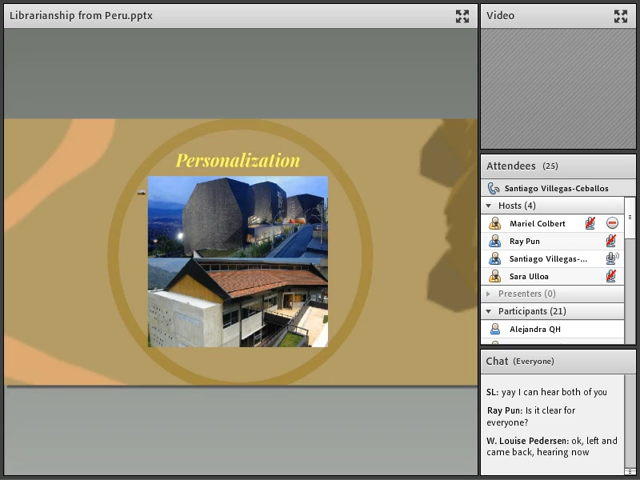 Librarianship from Peru.pptx
Personalization
Video
Attendees (25)
Santiago Villegas-Ceballos
Hosts (4)
Mariel Colbert
Ray Pun
Santiago Villegas-...
Sara Ulloa
Presenters (0)
Participants (21)
Alejandra QH
Chat (Everyone)
SL: yay I can hear both of you
Ray Pun: Is it clear for
everyone?
W. Louise Pedersen: ok, left and
came back, hearing now